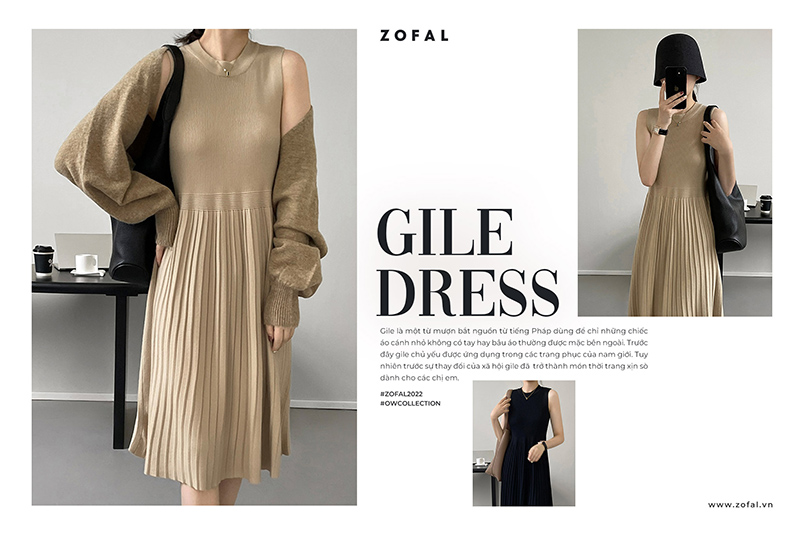 ZOFAL
GILE
DRESS
Gile là một từ mượn bắt nguồn từ tiếng Pháp dùng để chỉ những chiếc
áo cánh nhỏ không có tay hay bâu áo thường được mặc bên ngoài. Trước
đây gile chủ yếu được ứng dụng trong các trang phục của nam giới. Tuy
nhiên trước sự thay đổi của xã hội gile đã trở thành món thời trang xịn sò
dành cho các chị em.
#ZOFAL2022
#OWCOLLECTION
www.zofal.vn